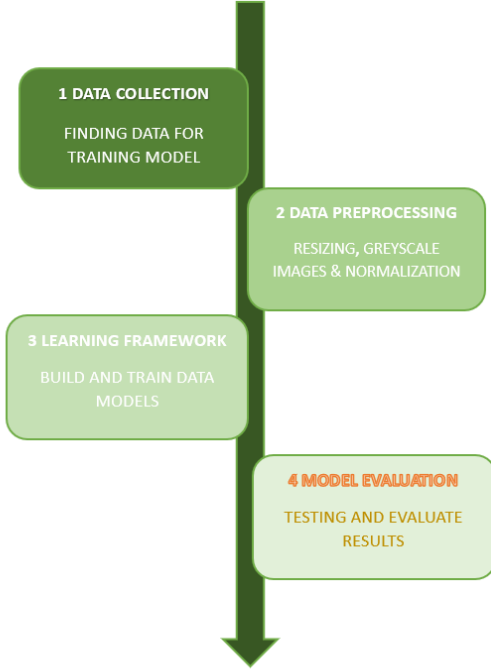 1 DATA COLLECTION
FINDING DATA FOR
TRAINING MODEL
2 DATA PREPROCESSING
RESIZING, GREYSCALE
IMAGES & NORMALIZATION
3 LEARNING FRAMEWORK
BUILD AND TRAIN DATA
MODELS
4 MODEL EVALUATION
TESTING AND EVALUATE
RESULTS